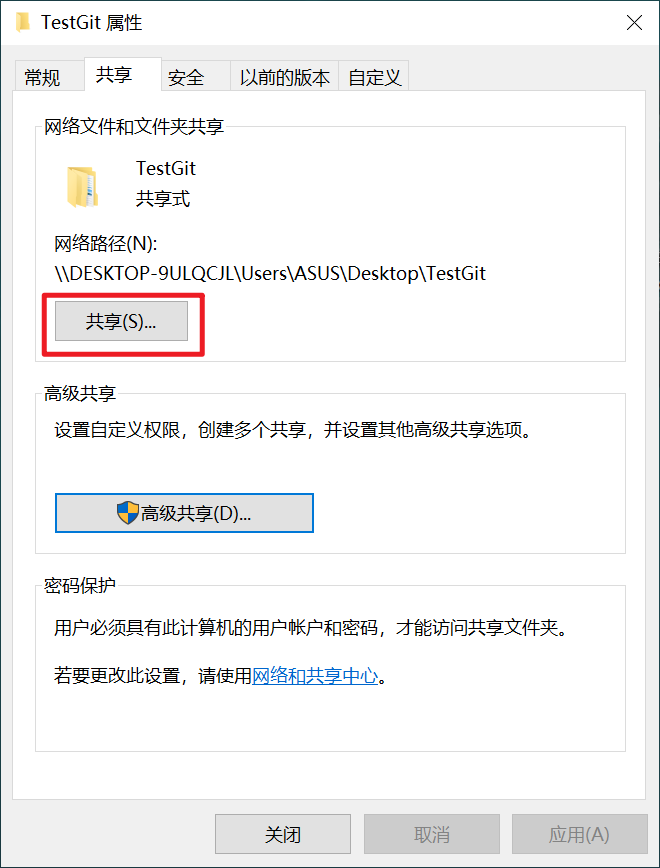 TestGit 属性
常规 共享 安全 以前的版本 自定义
网络文件和文件夹共享
TestGit
共享式
网络路径(N):
\\DESKTOP-9ULQCJL\Users\ASUS\Desktop\TestGit
共享(S)...
高级共享
设置自定义权限，创建多个共享，并设置其他高级共享选项。
高级共享(D)...
密码保护
用户必须具有此计算机的用户帐户和密码，才能访问共享文件夹。
若要更改此设置，请使用网络和共享中心。
关闭 取消 应用(A)